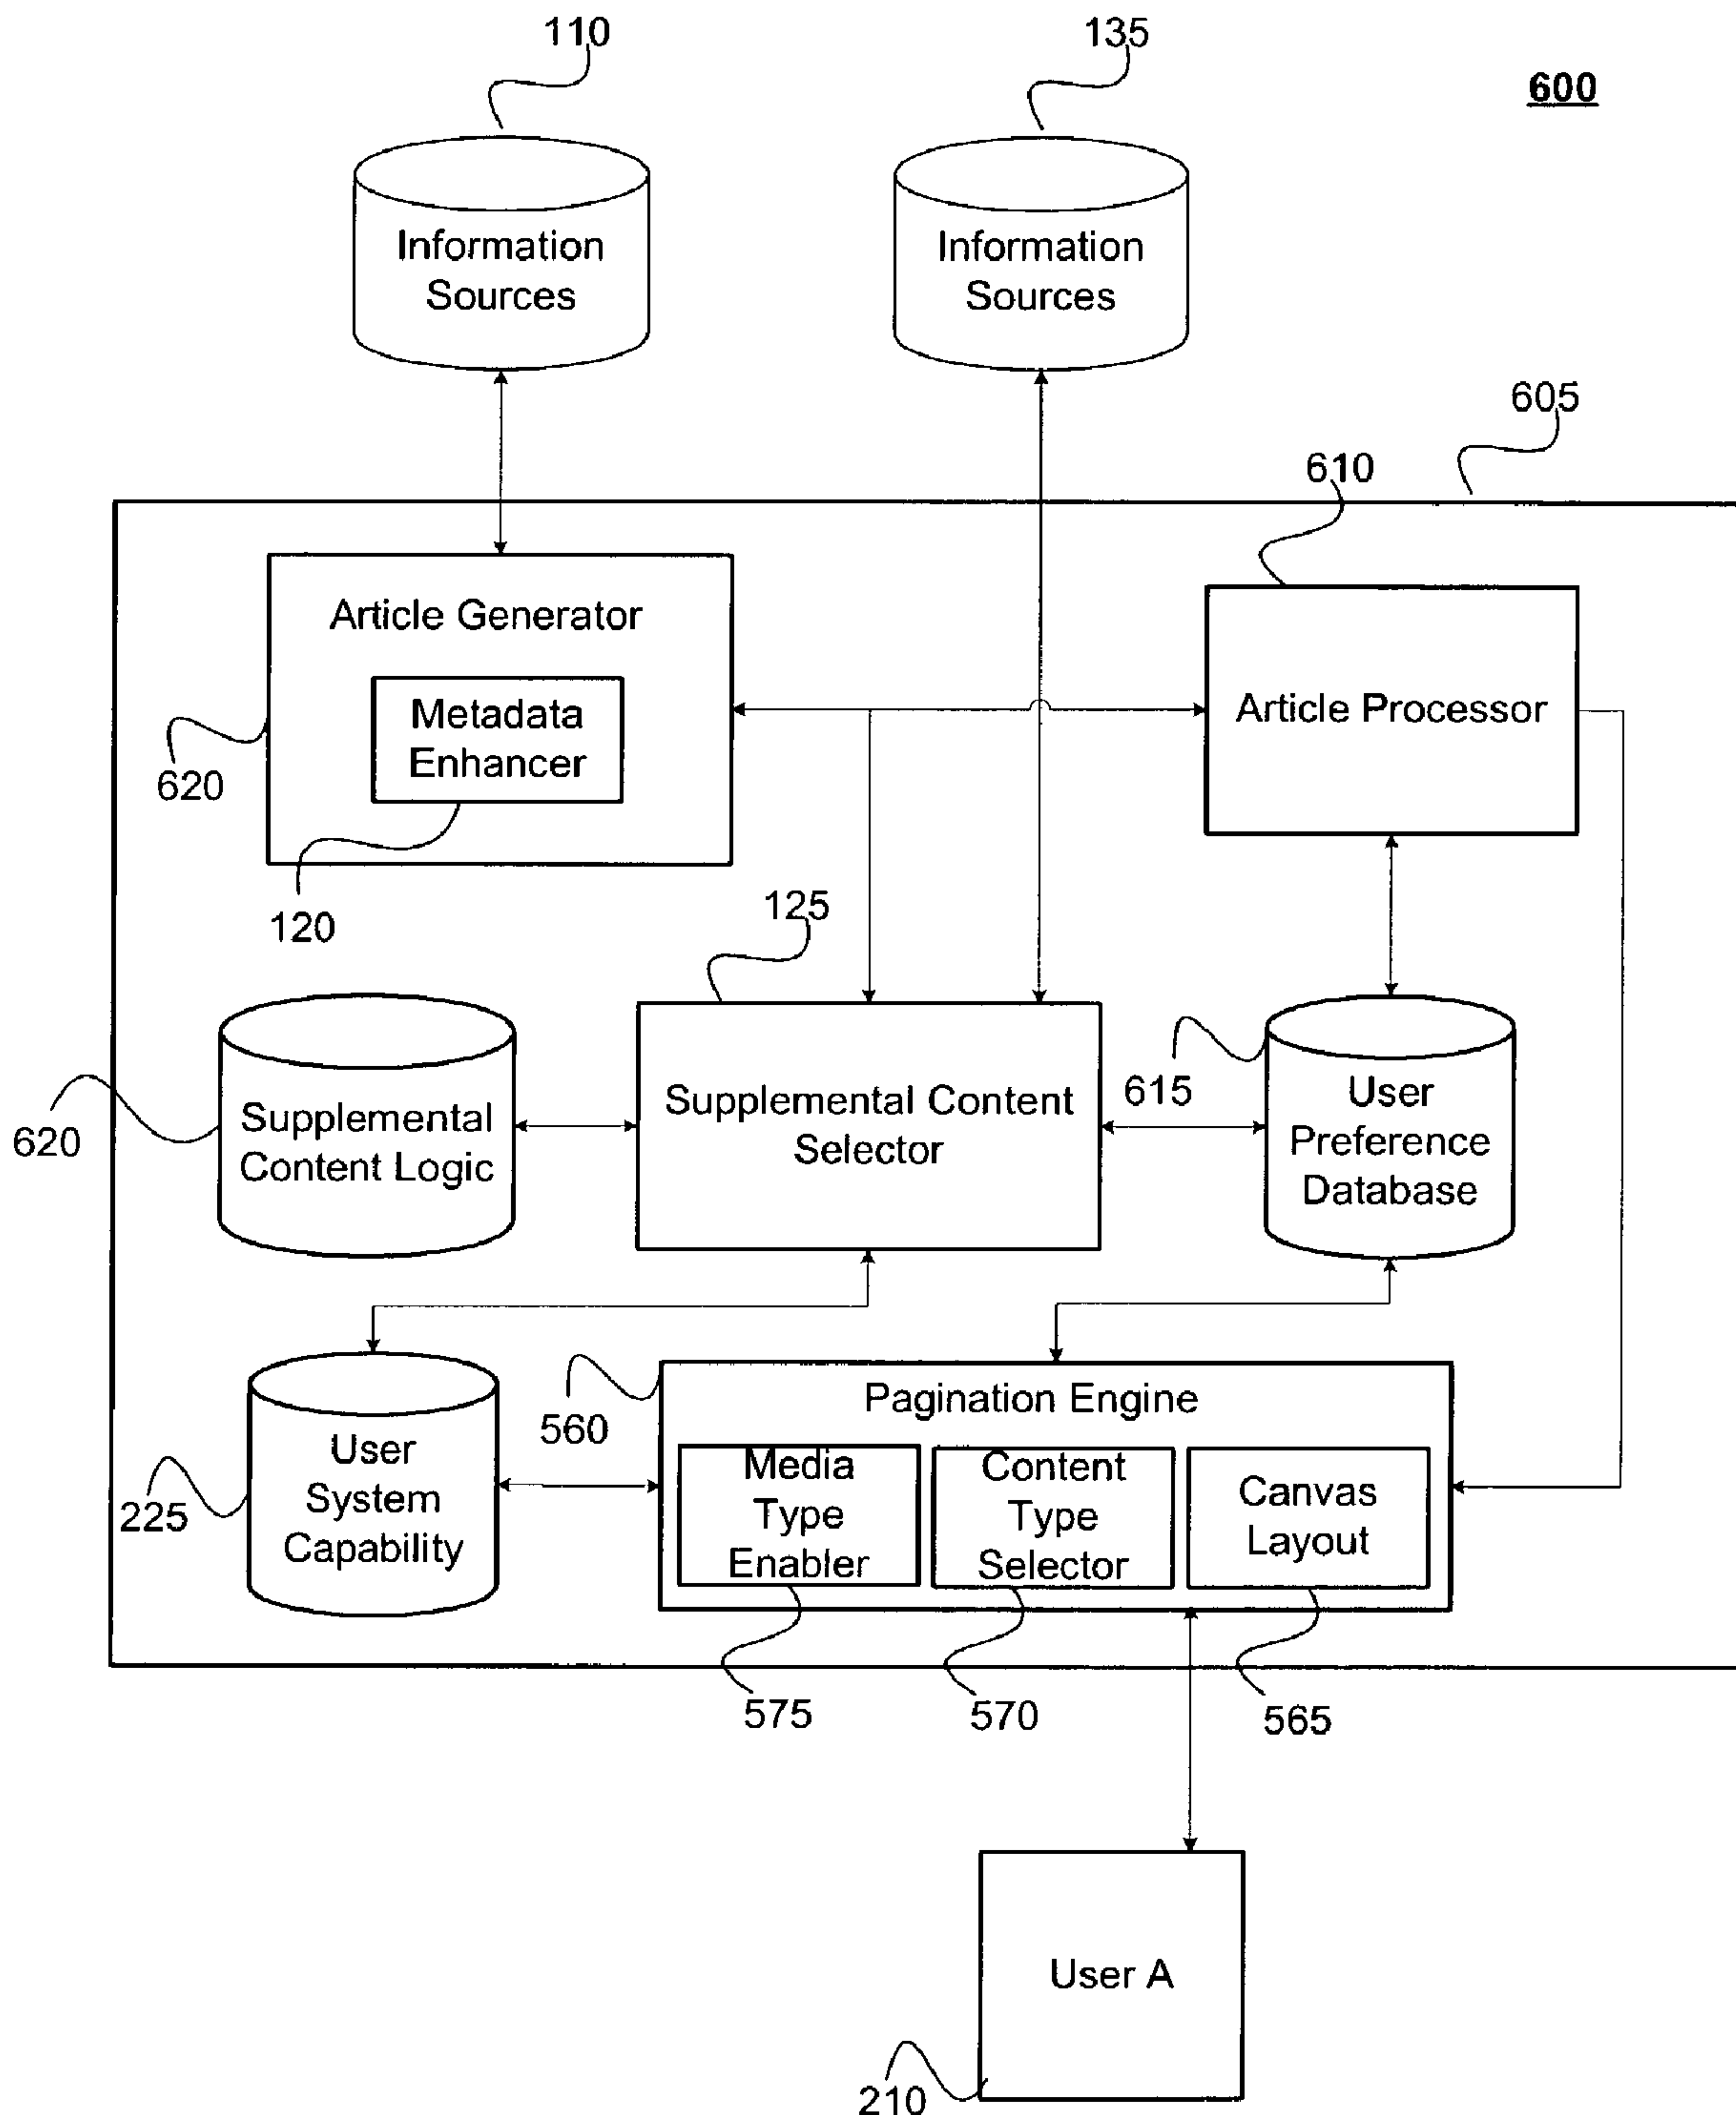 110
135
600
Information
Sources
Information
Sources
605
610
Article Generator
Metadata
Enhancer
Article Processor
620
120
125
Supplemental Content
Selector
615
User
Preference
Database
Supplemental
Content Logic
620
560
Pagination Engine
User
System
Capability
Media
Type
Enabler
Content
Type
Selector
Canvas
Layout
225
575
570
565
User A
210